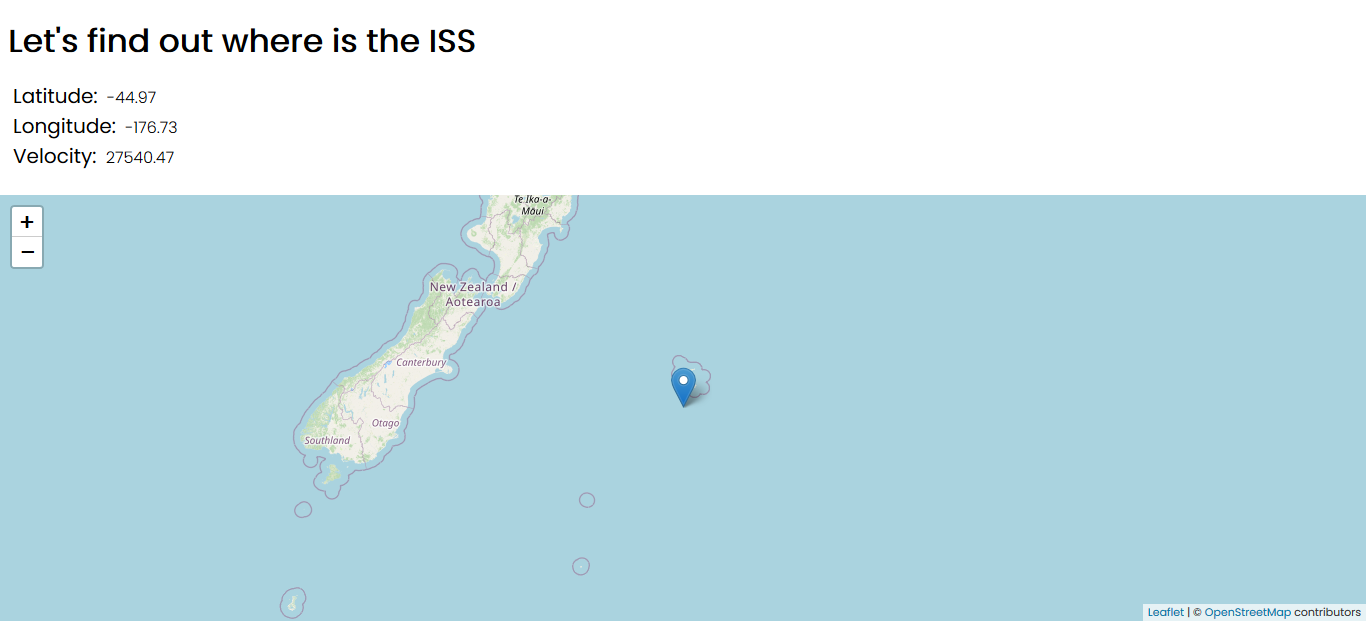 Let's find out where is the ISS
Latitude: -44.97
Longitude: -176.73
Velocity: 27540.47
+
−
Te Ika-a-
Māui
New Zealand /
Aotearoa
Canterbury
Otago
Southland
Leaflet | © OpenStreetMap contributors